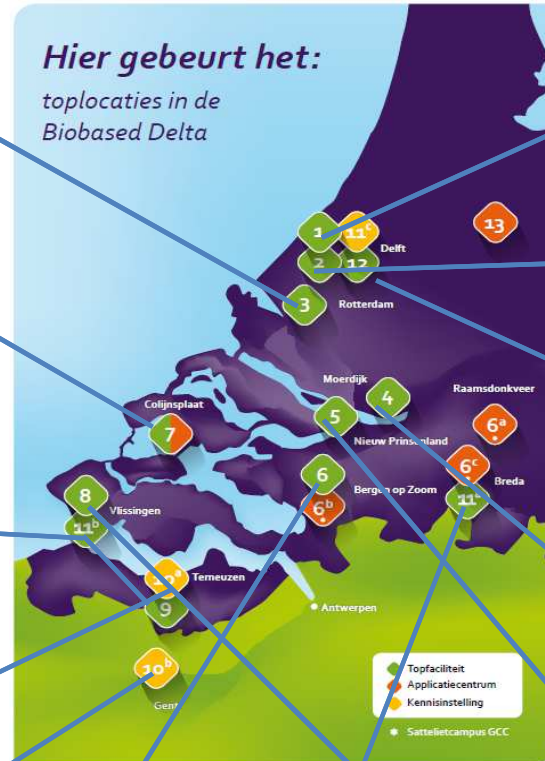 Hier gebeurt het:
toplocaties in de
Biobased Delta
1
11c
13
Delft
2
12
3
Rotterdam
Moerdijk
4
Raamsdonkveer
Colijnsplaat
5
6a
7
Nieuw Prinsenland
6
6c
8
Bergen op Zoom
Breda
Vlissingen
6b
11b
10a
Terneuzen
9
Antwerpen
10b
Gent
Topfaciliteit
Applicatiecentrum
Kennisinstelling
Sattelietcampus GCC